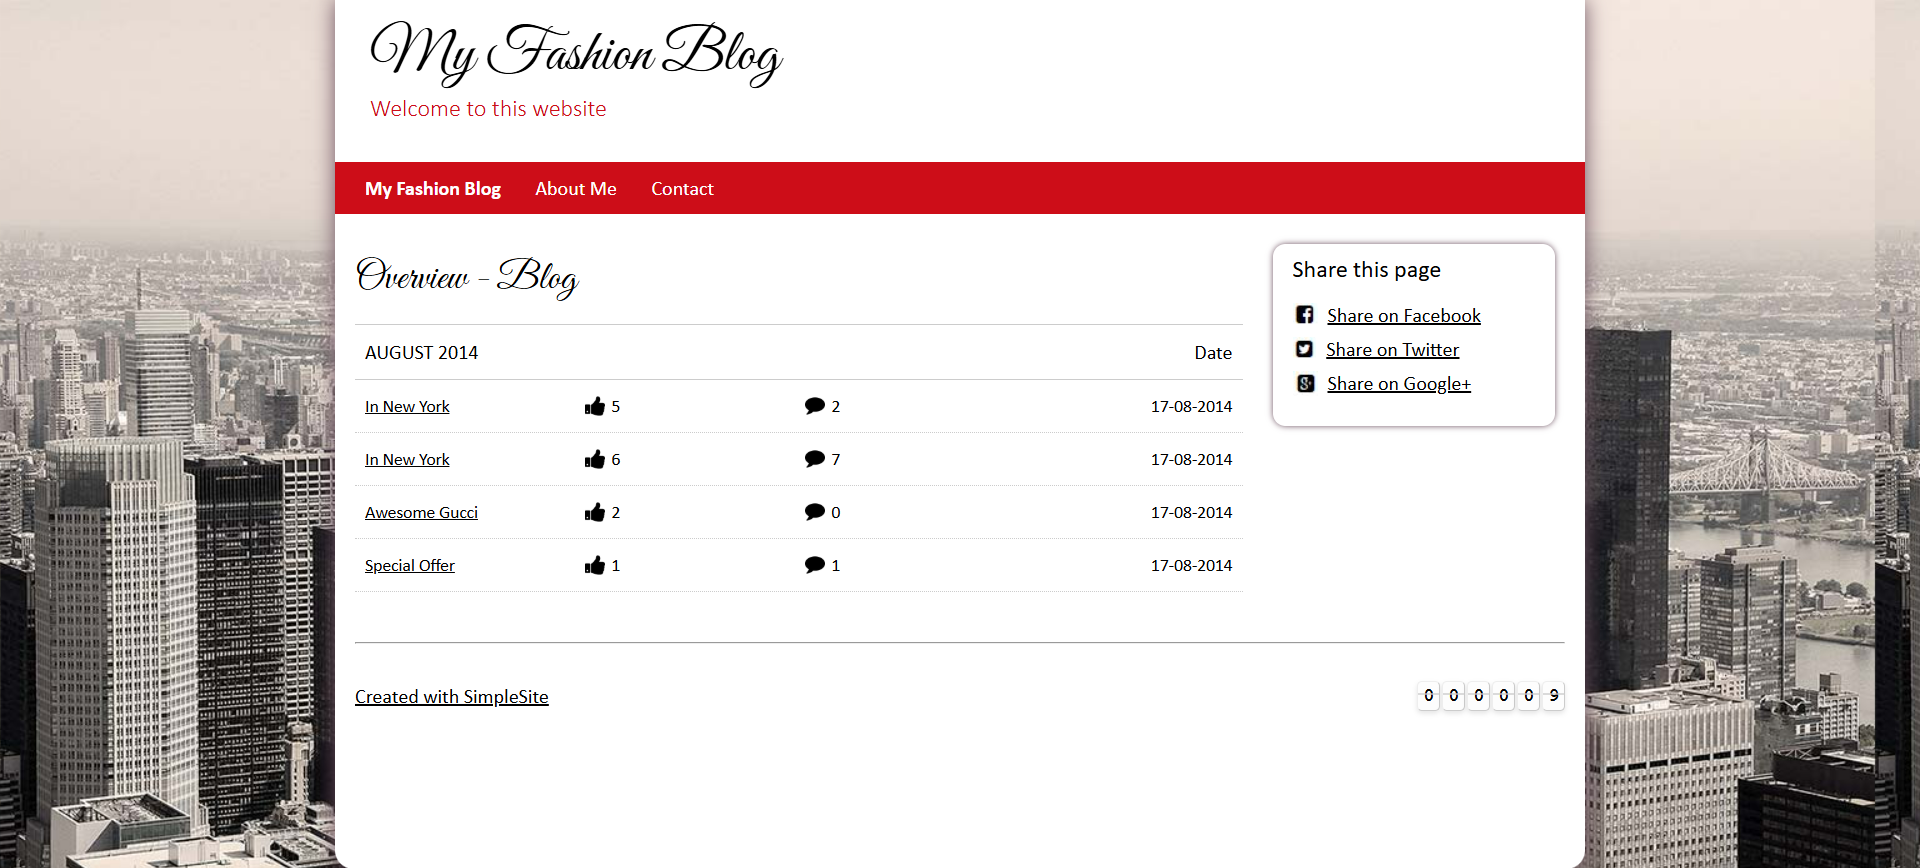 My Fashion Blog
Welcome to this website
My Fashion Blog About Me Contact
Overview - Blog
AUGUST 2014 Date
In New York 5 2 17-08-2014
In New York 6 7 17-08-2014
Awesome Gucci 2 0 17-08-2014
Special Offer 1 1 17-08-2014
Share this page
Share on Facebook
Share on Twitter
Share on Google+
Created with SimpleSite
0 0 0 0 0 9